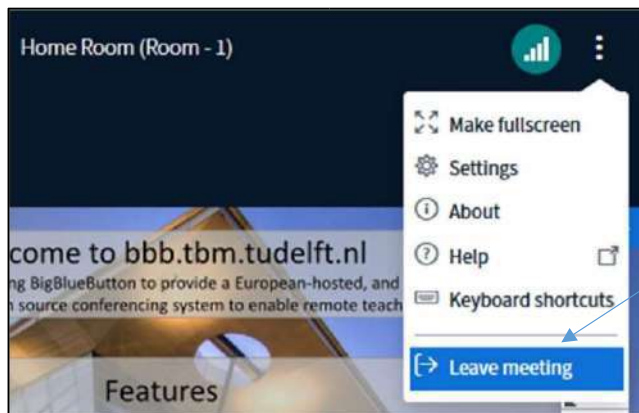 Home Room (Room - 1)
Make fullscreen
Settings
About
Help
Keyboard shortcuts
Leave meeting
come to bbb.tbm.tudelft.nl
ng BigBlueButton to provide a European-hosted, and
source conferencing system to enable remote teach
Features